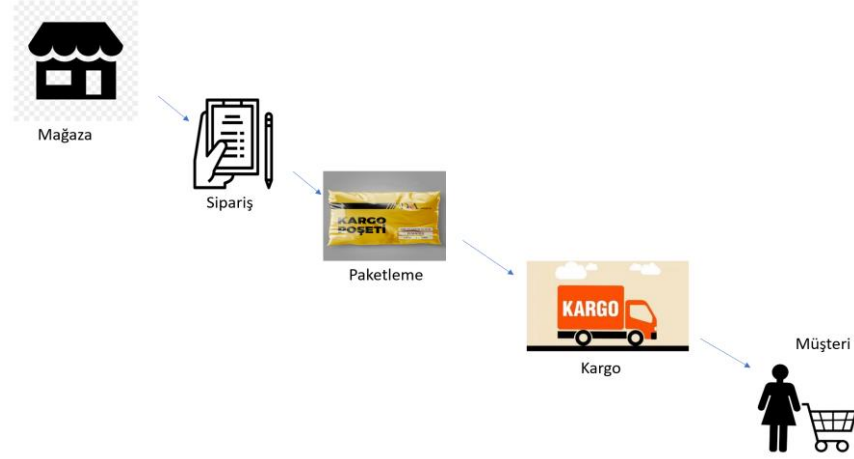 Mağaza
Sipariş
KARGO
POŞETİ
Paketleme
KARGO
Kargo
Müşteri